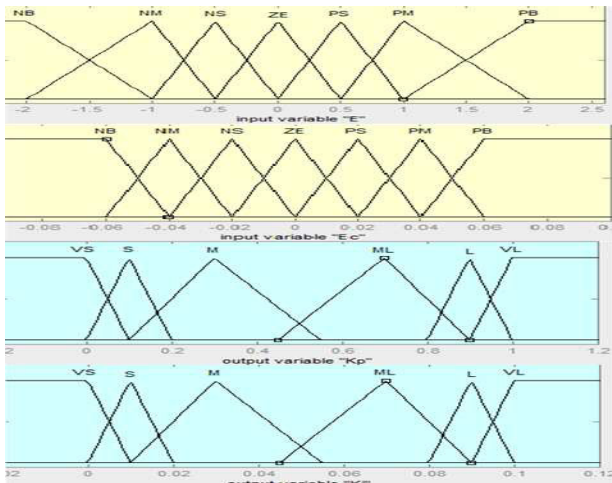 NB NM NS ZE PS PM PB
-2 -1.5 -1 -0.5 0 0.5 1 1.5 2 2.5
input variable "E"
NB NM NS ZE PS PM PB
-0.08 -0.06 -0.04 -0.02 0 0.02 0.04 0.06 0.08
input variable "Ec"
VS S M ML L VL
0 0.2 0.4 0.6 0.8 1 1.2
output variable "Kp"
VS S M ML L VL
0 0.02 0.04 0.06 0.08 0.1 0.12
output variable